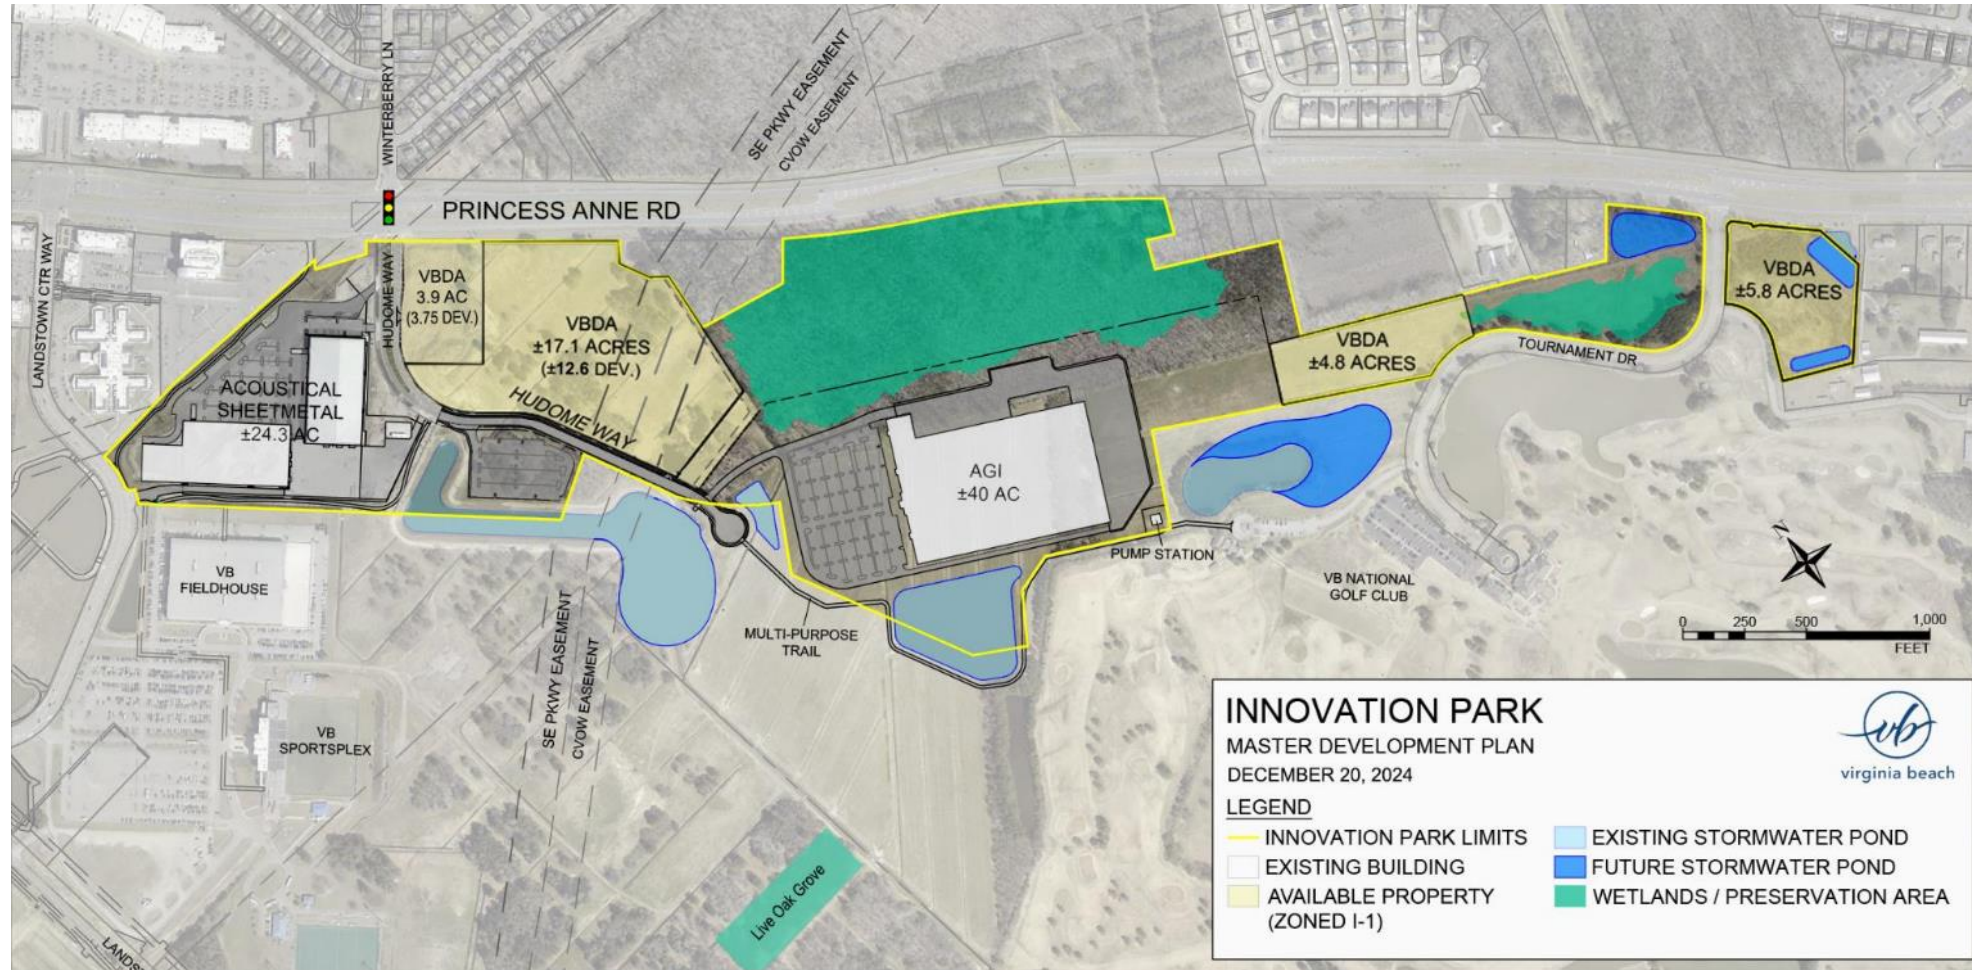 WINTERBERRY LN
SE PKWY EASEMENT
CVOW EASEMENT
PRINCESS ANNE RD
LANDSTOWN CTR WAY
HUDOME WAY
VBDA
3.9 AC
(3.75 DEV.)
VBDA
±17.1 ACRES
(±12.6 DEV.)
HUDOME WAY
ACOUSTICAL
SHEETMETAL
±24.3 AC
VBDA
±5.8 ACRES
VBDA
±4.8 ACRES
TOURNAMENT DR
AGI
±40 AC
PUMP STATION
VB
FIELDHOUSE
SE PKWY EASEMENT
CVOW EASEMENT
MULTI-PURPOSE
TRAIL
VB NATIONAL
GOLF CLUB
N
0 250 500 1,000
FEET
VB
SPORTSPLEX
Live Oak Grove
INNOVATION PARK
MASTER DEVELOPMENT PLAN
DECEMBER 20, 2024
vb
virginia beach
LEGEND
INNOVATION PARK LIMITS
EXISTING BUILDING
AVAILABLE PROPERTY
(ZONED I-1)
EXISTING STORMWATER POND
FUTURE STORMWATER POND
WETLANDS / PRESERVATION AREA